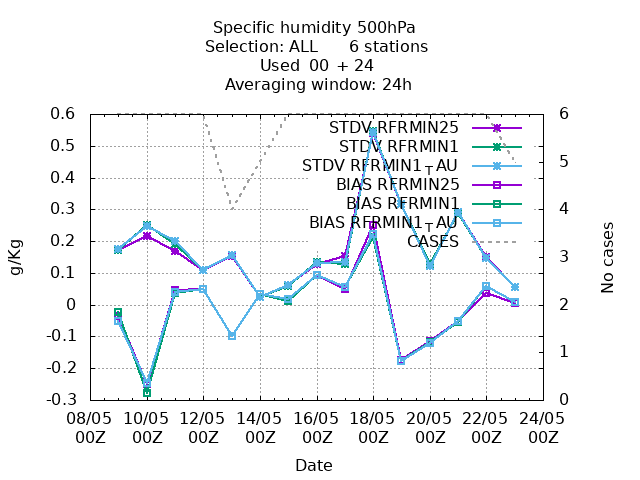 Specific humidity 500hPa
Selection: ALL 6 stations
Used 00 + 24
Averaging window: 24h
0.6 6
STDV RFRMIN25
0.5
STDV RFRMIN1
5
STDV RFRMIN1┬AU
0.4
BIAS RFRMIN25
BIAS RFRMIN1
0.3 4
BIAS RFRMIN1┬AU
CASES
0.2
3
0.1
0 2
-0.1
1
-0.2
-0.3 0
g/Kg
No cases
08/05 10/05 12/05 14/05 16/05 18/05 20/05 22/05 24/05
00Z 00Z 00Z 00Z 00Z 00Z 00Z 00Z 00Z
Date